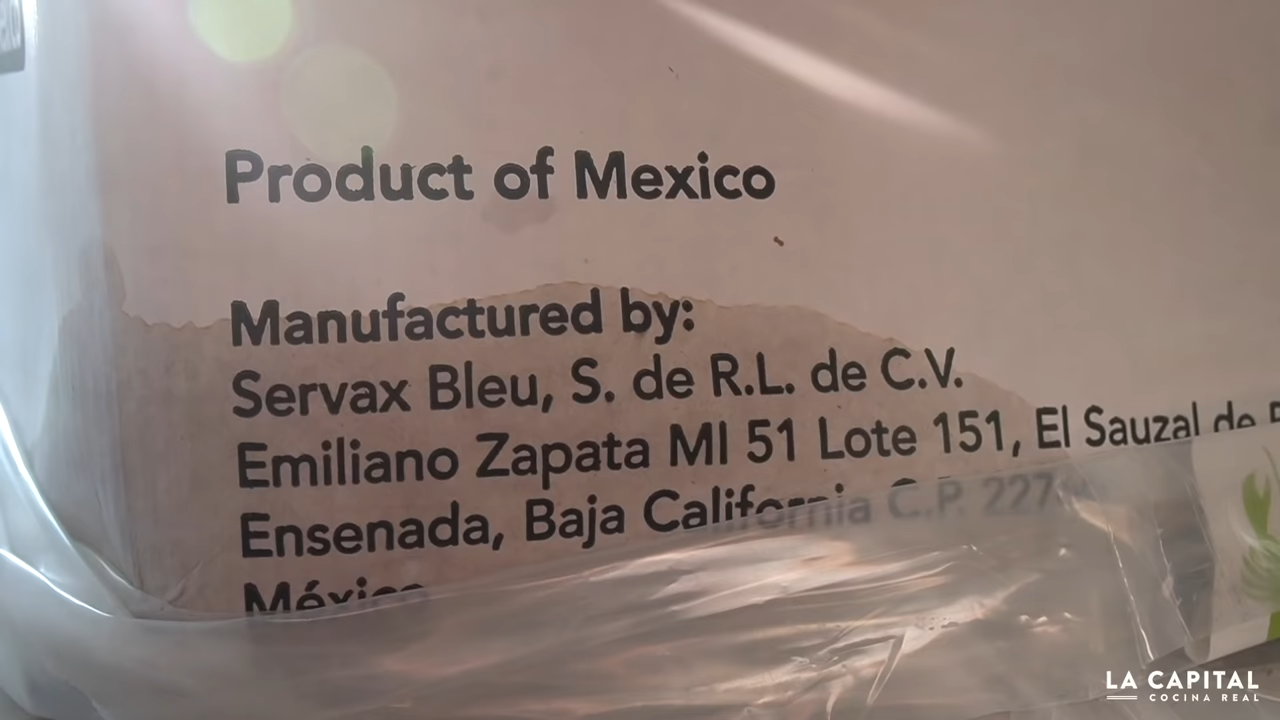 Product of Mexico
Manufactured by:
Servax Bleu, S. de R.L. de C.V.
Emiliano Zapata MI 51 Lote 151, El Sauzal de
Ensenada, Baja California C.P.
México
LA CAPITAL
COCINA REAL